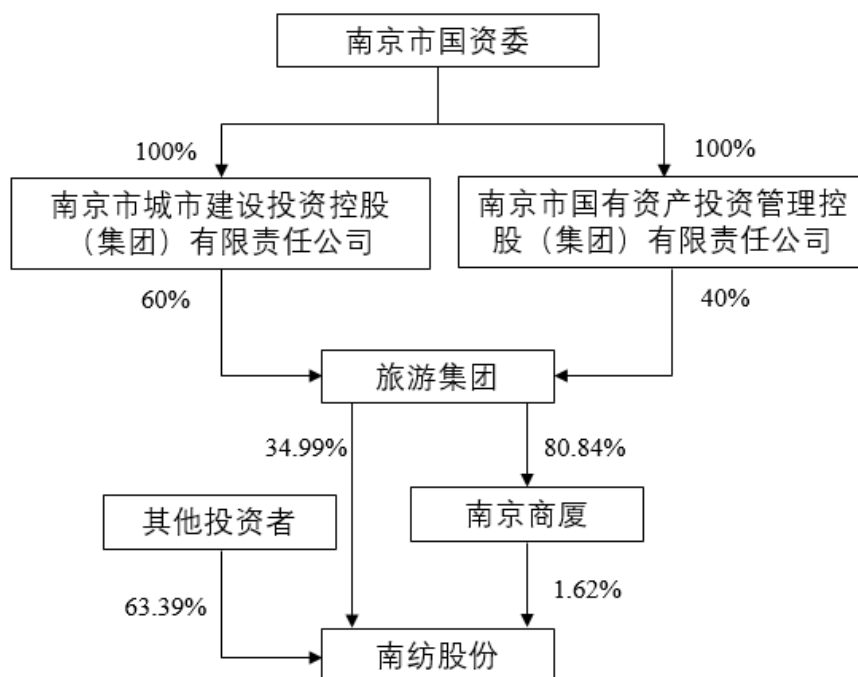 南京市国资委
100%
100%
南京市城市建设投资控股
（集团）有限责任公司
南京市国有资产投资管理控
股（集团）有限责任公司
60%
40%
旅游集团
34.99%
80.84%
其他投资者
南京商厦
63.39%
1.62%
南纺股份